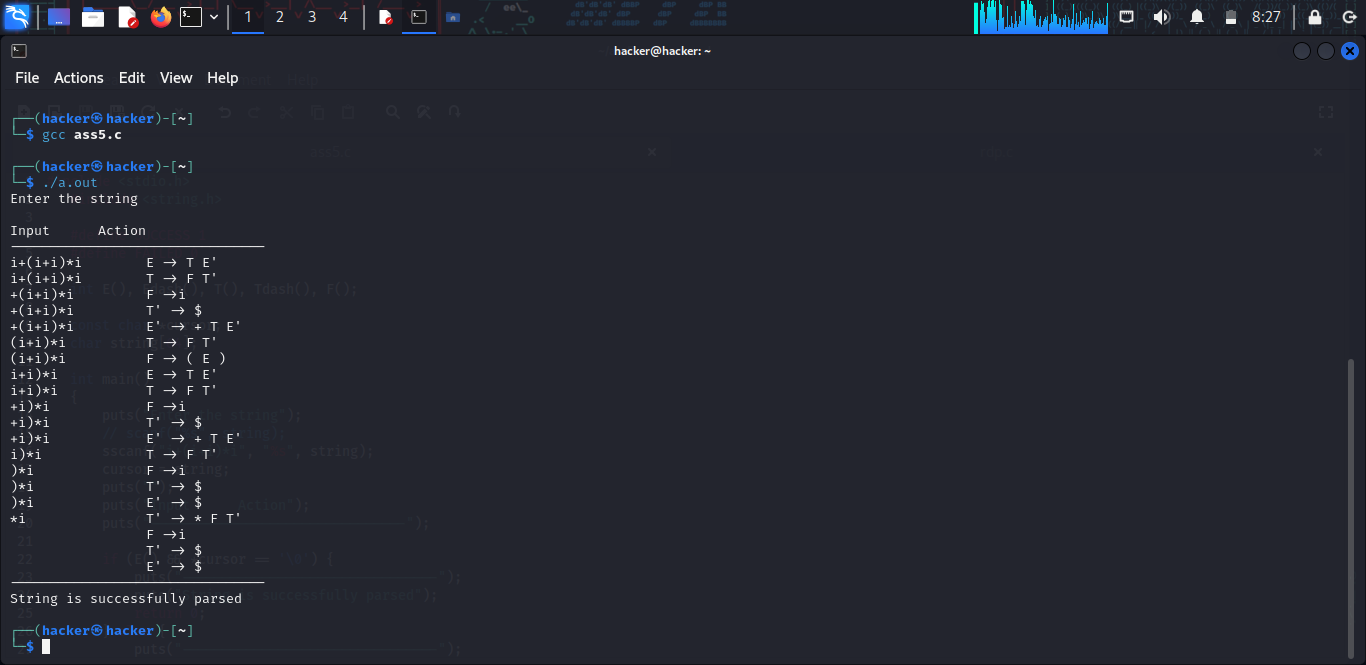 1 2 3 4 8:27
hacker@hacker: ~
File Actions Edit View Help
┌──(hacker㉿hacker)-[~]
└─$ gcc ass5.c
┌──(hacker㉿hacker)-[~]
└─$ ./a.out
Enter the string
Input Action
i+(i+i)*i E → T E'
i+(i+i)*i T → F T'
+(i+i)*i F →i
+(i+i)*i T' → $
+(i+i)*i E' → + T E'
(i+i)*i T → F T'
(i+i)*i F → ( E )
i+i)*i E → T E'
i+i)*i T → F T'
+i)*i F →i
+i)*i T' → $
+i)*i E' → + T E'
i)*i T → F T'
)*i F →i
)*i T' → $
)*i E' → $
*i T' → * F T'
F →i
T' → $
E' → $
String is successfully parsed
┌──(hacker㉿hacker)-[~]
└─$